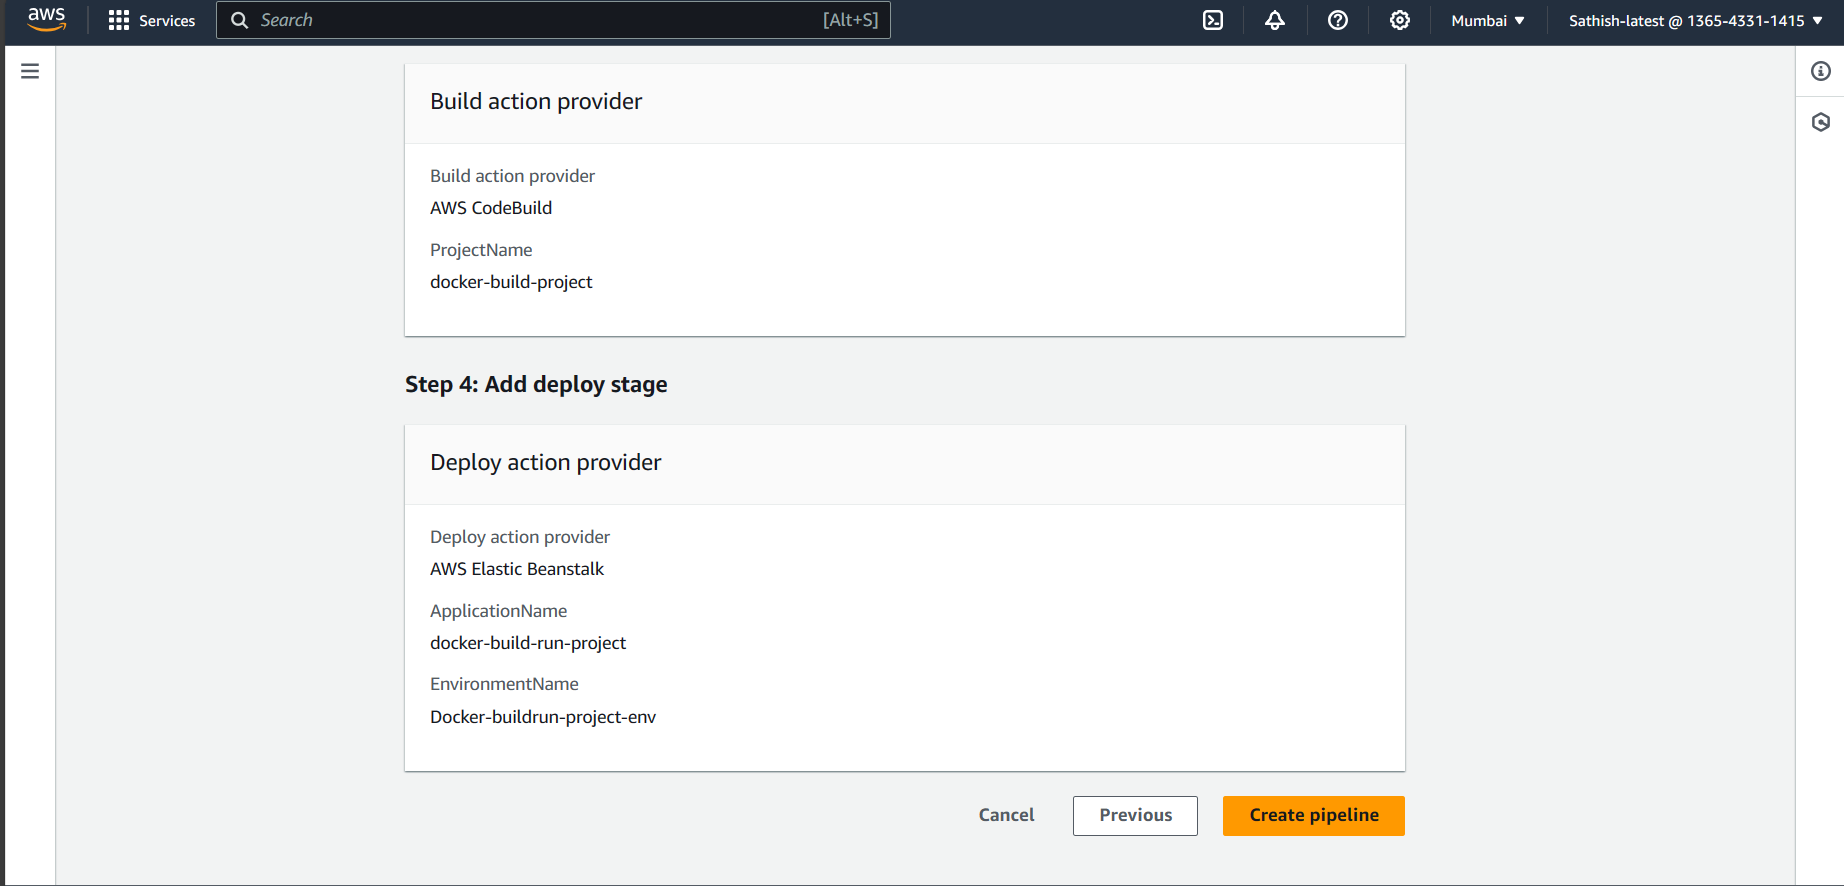 aws
Services
Search
[Alt+S]
Mumbai
Sathish-latest @ 1365-4331-1415
Build action provider
Build action provider
AWS CodeBuild
ProjectName
docker-build-project
Step 4: Add deploy stage
Deploy action provider
Deploy action provider
AWS Elastic Beanstalk
ApplicationName
docker-build-run-project
EnvironmentName
Docker-buildrun-project-env
Cancel
Previous
Create pipeline